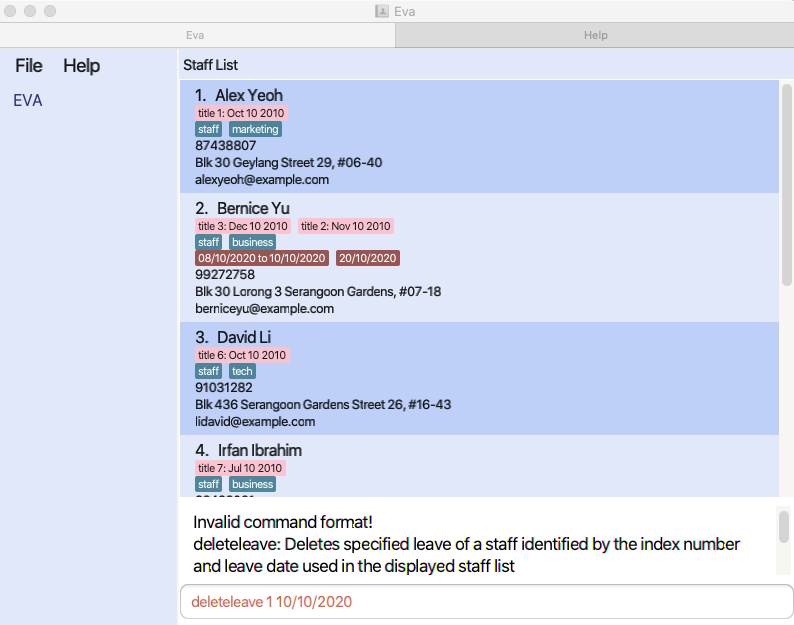 Eva
Eva Help
File Help
EVA
Staff List
1. Alex Yeoh
title 1: Oct 10 2010
staff marketing
87438807
Blk 30 Geylang Street 29, #06-40
alexyeoh@example.com
2. Bernice Yu
title 3: Dec 10 2010 title 2: Nov 10 2010
staff business
08/10/2020 to 10/10/2020 20/10/2020
99272758
Blk 30 Lorong 3 Serangoon Gardens, #07-18
berniceyu@example.com
3. David Li
title 6: Oct 10 2010
staff tech
91031282
Blk 436 Serangoon Gardens Street 26, #16-43
lidavid@example.com
4. Irfan Ibrahim
title 7: Jul 10 2010
staff business
Invalid command format!
deleteleave: Deletes specified leave of a staff identified by the index number
and leave date used in the displayed staff list
deleteleave 1 10/10/2020